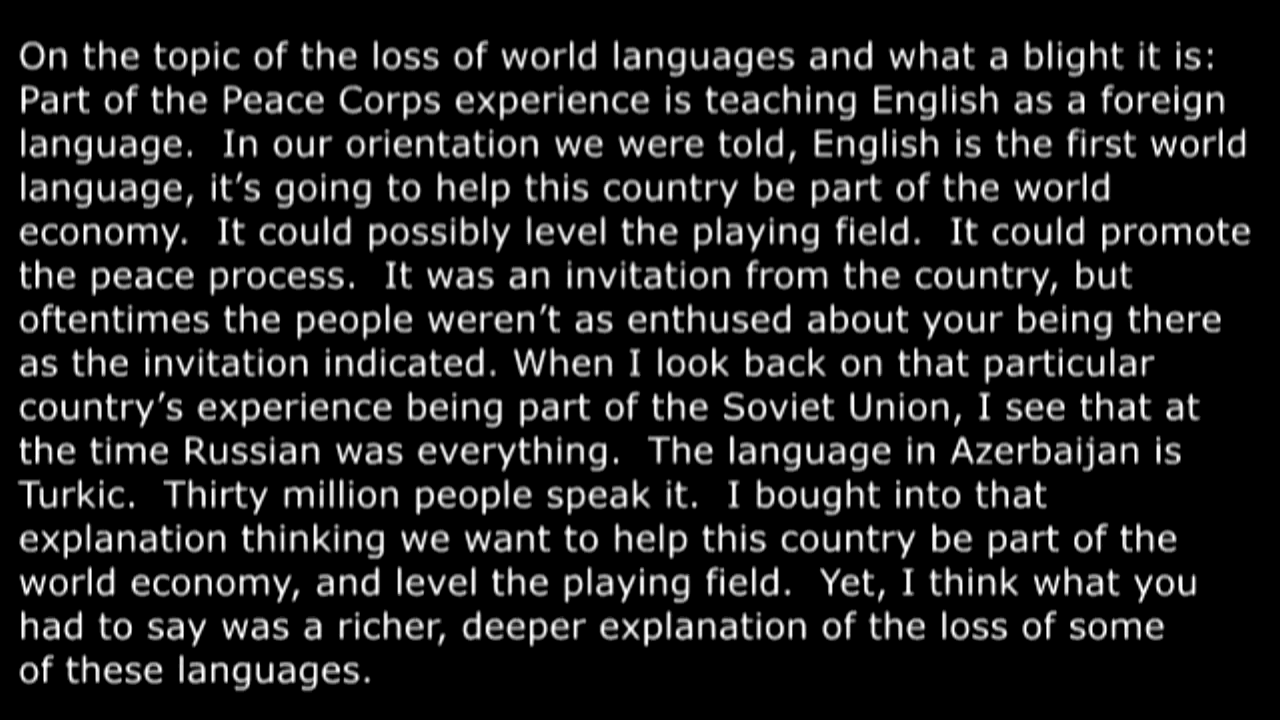 On the topic of the loss of world languages and what a blight it is:
Part of the Peace Corps experience is teaching English as a foreign
language.  In our orientation we were told, English is the first world
language, it’s going to help this country be part of the world
economy.  It could possibly level the playing field.  It could promote
the peace process.  It was an invitation from the country, but
oftentimes the people weren’t as enthused about your being there
as the invitation indicated. When I look back on that particular
country’s experience being part of the Soviet Union, I see that at
the time Russian was everything.  The language in Azerbaijan is
Turkic.  Thirty million people speak it.  I bought into that
explanation thinking we want to help this country be part of the
world economy, and level the playing field.  Yet, I think what you
had to say was a richer, deeper explanation of the loss of some
of these languages.